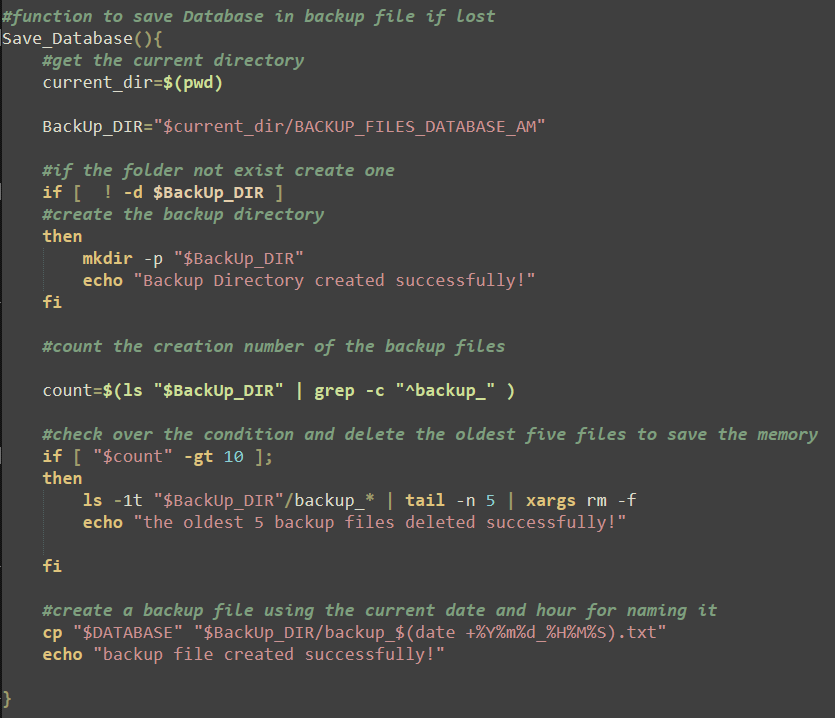 #function to save Database in backup file if lost
Save_Database(){
#get the current directory
current_dir=$(pwd)
BackUp_DIR="$current_dir/BACKUP_FILES_DATABASE_AM"
#if the folder not exist create one
if [  ! -d $BackUp_DIR ]
#create the backup directory
then
mkdir -p "$BackUp_DIR"
echo "Backup Directory created successfully!"
fi
#count the creation number of the backup files
count=$(ls "$BackUp_DIR" | grep -c "^backup_" )
#check over the condition and delete the oldest five files to save the memory
if [ "$count" -gt 10 ];
then
ls -1t "$BackUp_DIR"/backup_* | tail -n 5 | xargs rm -f
echo "the oldest 5 backup files deleted successfully!"
fi
#create a backup file using the current date and hour for naming it
cp "$DATABASE" "$BackUp_DIR/backup_$(date +%Y%m%d_%H%M%S).txt"
echo "backup file created successfully!"
}